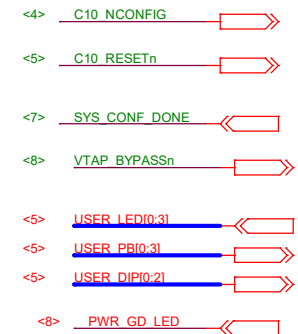 <4> C10_NCONFIG
<5> C10_RESETn
<7> SYS_CONF_DONE
<8> VTAP_BYPASSn
<5> USER_LED[0:3]
<5> USER_PB[0:3]
<5> USER_DIP[0:2]
<8> PWR_GD_LED